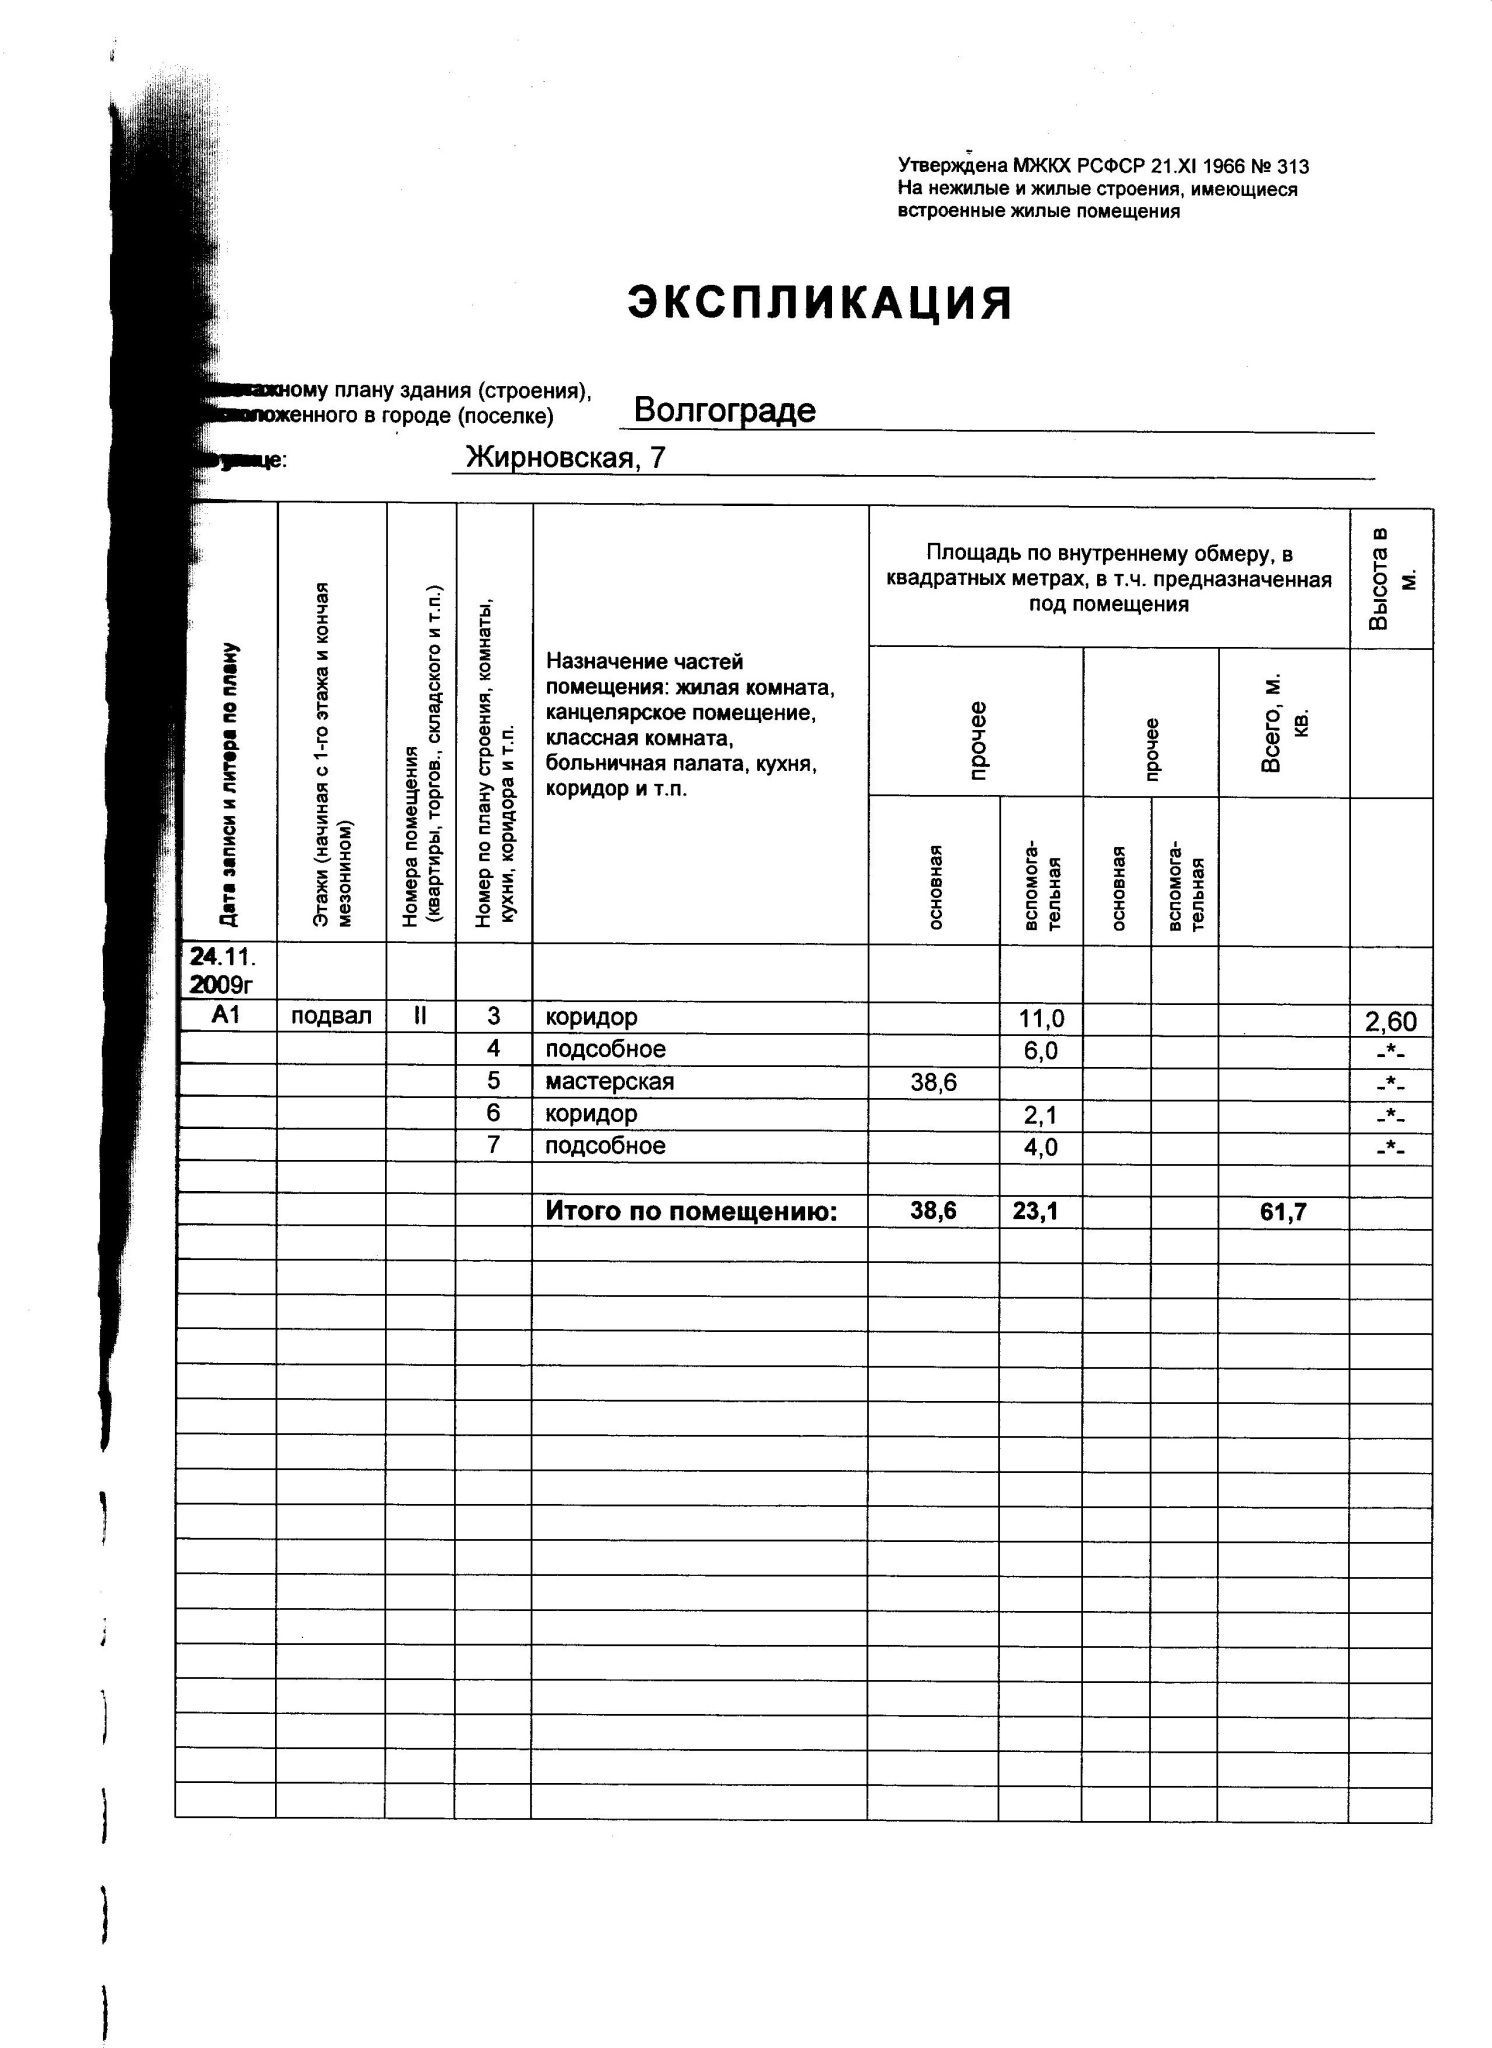 Утверждена МЖКХ РСФСР 21.XI 1966 № 313
На нежилые и жилые строения, имеющиеся
встроенные жилые помещения
ЭКСПЛИКАЦИЯ
плану здания (строения),
в городе (поселке) Волгограде
Жирновская, 7
Дата записи и литера по плану
Этажи (начиная с 1-го этажа и кончая
мезонином)
Номера помещения
(квартиры, торгов., складского и т.п.)
Номер по плану строения, комнаты,
кухни, коридора и т.п.
Назначение частей
помещения: жилая комната,
канцелярское помещение,
классная комната,
больничная палата, кухня,
коридор и т.п.
Площадь по внутреннему обмеру, в
квадратных метрах, в т.ч. предназначенная
под помещения
Высота в
м.
прочее
прочее
Всего, м.
кв.
основная
вспомога-
тельная
основная
вспомога-
тельная
24.11.
2009г
А1 подвал II 3 коридор 11,0 2,60
4 подсобное 6,0 -*-
5 мастерская 38,6 -*-
6 коридор 2,1 -*-
7 подсобное 4,0 -*-
Итого по помещению: 38,6 23,1 61,7